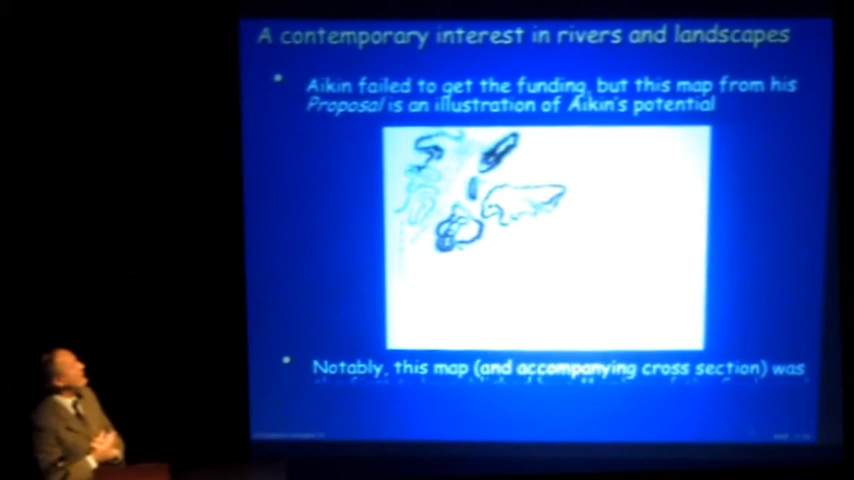 A contemporary interest in rivers and landscapes
Aikin failed to get the funding, but this map from his
Proposal is an illustration of Aikin's potential
Notably, this map (and accompanying cross section) was